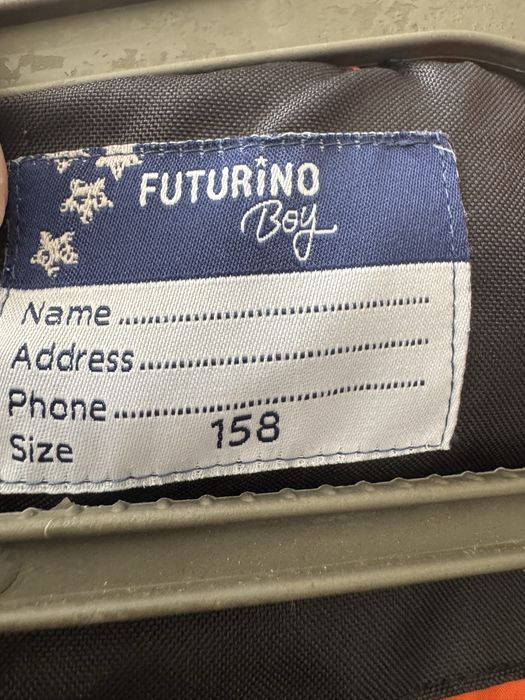 FUTURiNO
Boy
Name ........................................
Address ........................................
Phone ........................................
Size 158